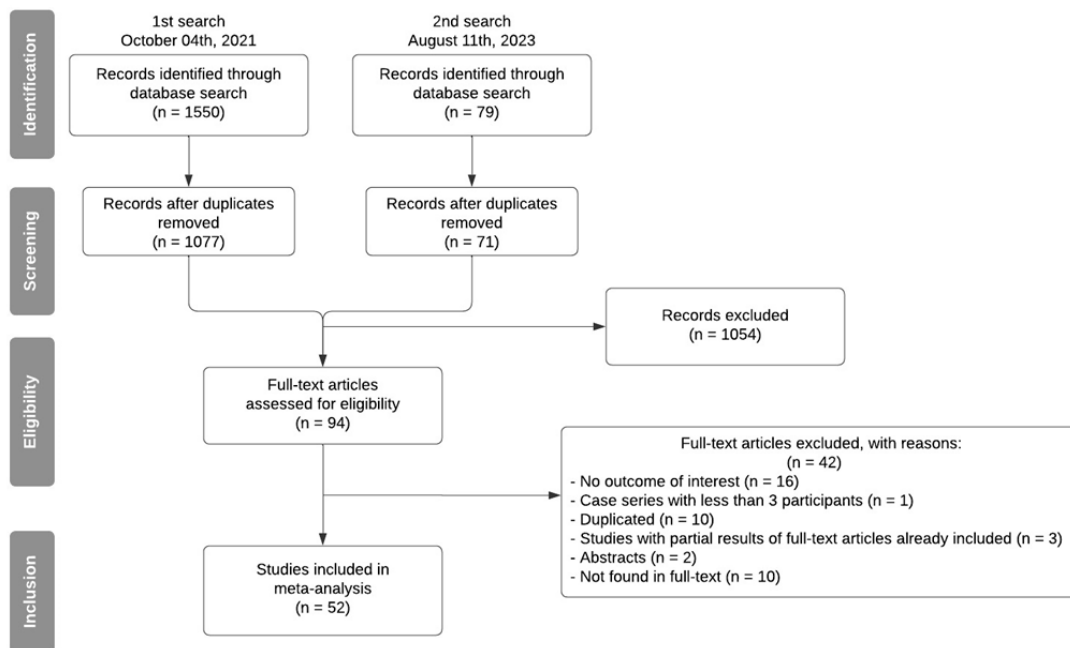 Identification
1st search
October 04th, 2021
2nd search
August 11th, 2023
Records identified through
database search
(n = 1550)
Records identified through
database search
(n = 79)
Screening
Records after duplicates
removed
(n = 1077)
Records after duplicates
removed
(n = 71)
Records excluded
(n = 1054)
Eligibility
Full-text articles
assessed for eligibility
(n = 94)
Full-text articles excluded, with reasons:
(n = 42)
- No outcome of interest (n = 16)
- Case series with less than 3 participants (n = 1)
- Duplicated (n = 10)
- Studies with partial results of full-text articles already included (n = 3)
- Abstracts (n = 2)
- Not found in full-text (n = 10)
Inclusion
Studies included in
meta-analysis
(n = 52)